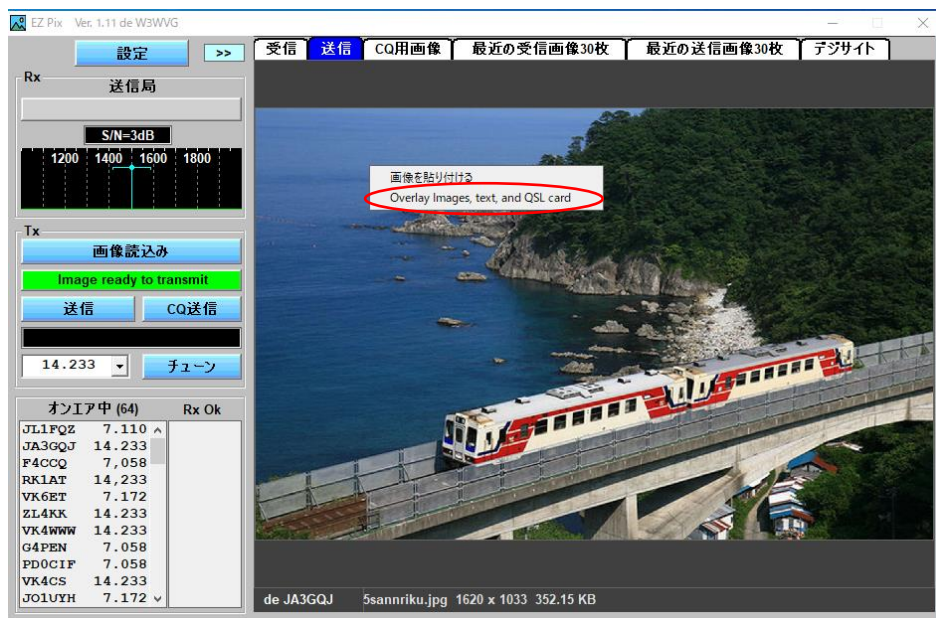 EZ Pix Ver. 1.11 de W3WVG
設定
>>
受信
送信
CQ用画像
最近の受信画像30枚
最近の送信画像30枚
デジサイト
Rx
送信局
S/N=3dB
1200 1400 1600 1800
画像を貼り付ける
Overlay Images, text, and QSL card
Tx
画像読込み
Image ready to transmit
送信
CQ送信
14.233
チューン
オンエア中 (64)
Rx Ok
JL1FQZ 7.110
JA3GQJ 14.233
F4CCQ 7,058
RK1AT 14,233
VK6ET 7.172
ZL4KK 14.233
VK4WWW 14.233
G4PEN 7.058
PD0CIF 7.058
VK4CS 14.233
JO1UYH 7.172
de JA3GQJ 5sannriku.jpg 1620 x 1033 352.15 KB